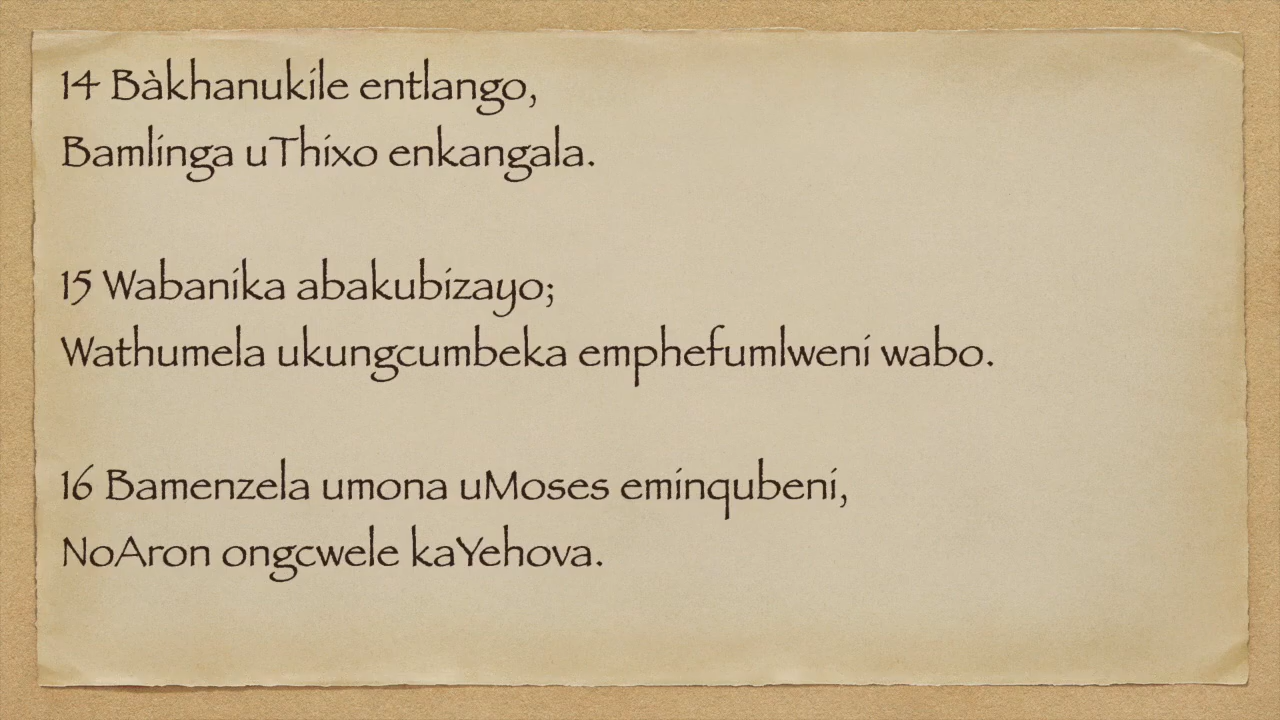 14 Bàkhanukile entlango,
Bamlinga uThixo enkangala.
15 Wabanika abakubizayo;
Wathumela ukungcumbeka emphefumlweni wabo.
16 Bamenzela umona uMoses eminqubeni,
NoAron ongcwele kaYehova.